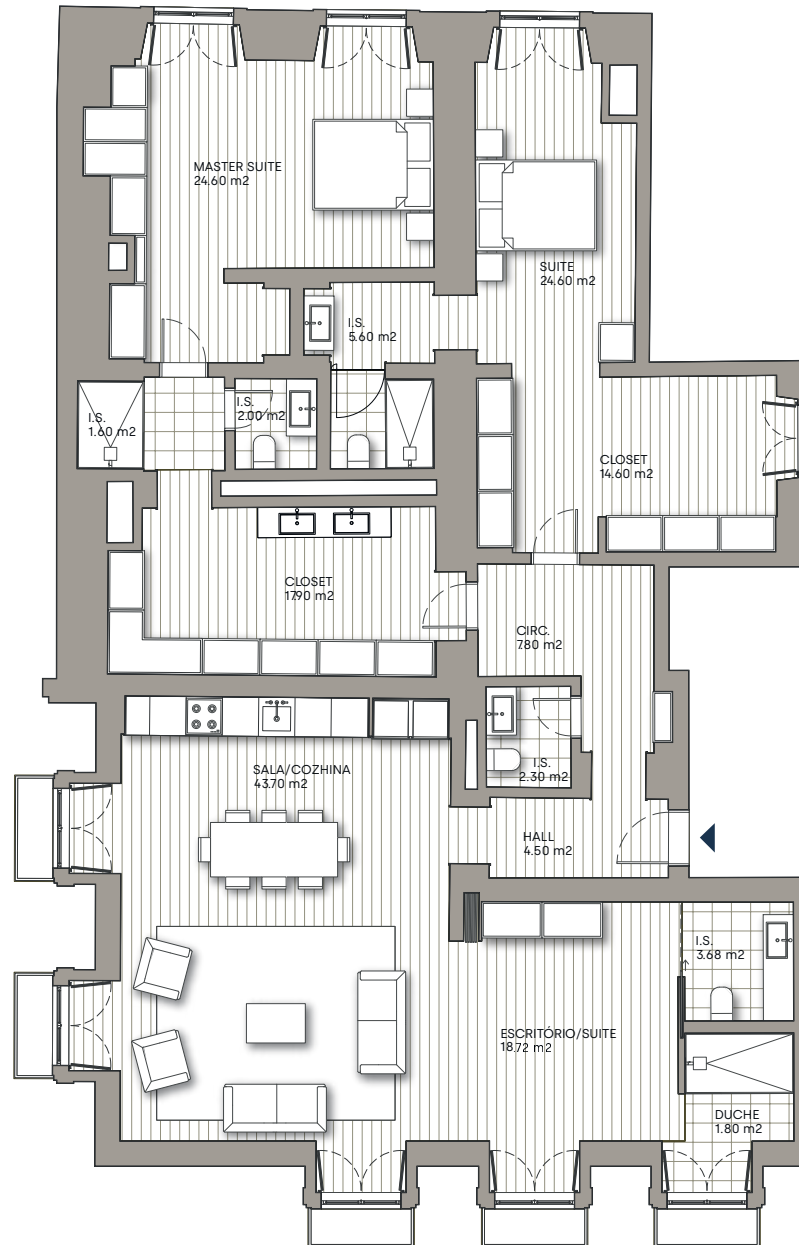 MASTER SUITE
24.60 m2
SUITE
24.60 m2
I.S.
5.60 m2
I.S.
2.00 m2
I.S.
1.60 m2
CLOSET
14.60 m2
CLOSET
17.90 m2
CIRC.
7.80 m2
I.S.
2.30 m2
SALA/COZHINA
43.70 m2
HALL
4.50 m2
I.S.
3.68 m2
ESCRITÓRIO/SUITE
18.72 m2
DUCHE
1.80 m2